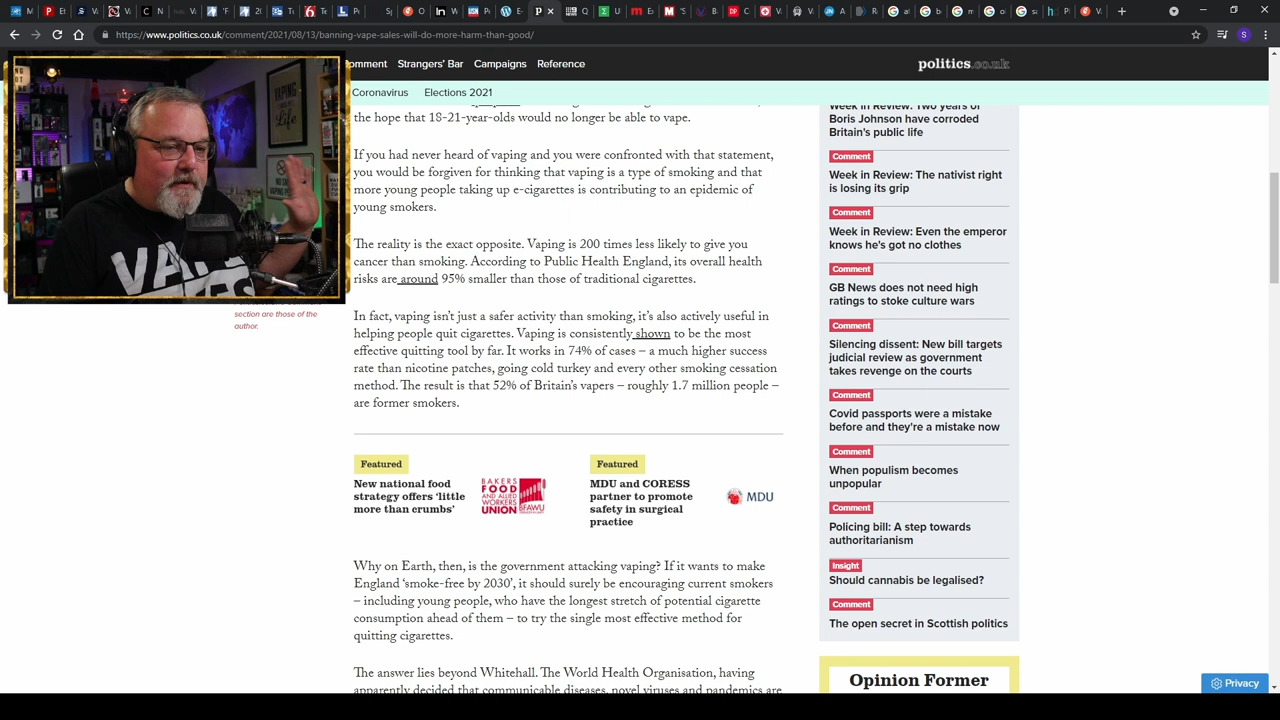 https://www.politics.co.uk/comment/2021/08/13/banning-vape-sales-will-do-more-harm-than-good/
omment
Strangers' Bar
Campaigns
Reference
politics.co.uk
Coronavirus
Elections 2021
the hope that 18-21-year-olds would no longer be able to vape.
If you had never heard of vaping and you were confronted with that statement,
you would be forgiven for thinking that vaping is a type of smoking and that
more young people taking up e-cigarettes is contributing to an epidemic of
young smokers.
The reality is the exact opposite. Vaping is 200 times less likely to give you
cancer than smoking. According to Public Health England, its overall health
risks are around 95% smaller than those of traditional cigarettes.
section are those of the
author.
In fact, vaping isn't just a safer activity than smoking, it's also actively useful in
helping people quit cigarettes. Vaping is consistently shown to be the most
effective quitting tool by far. It works in 74% of cases – a much higher success
rate than nicotine patches, going cold turkey and every other smoking cessation
method. The result is that 52% of Britain's vapers – roughly 1.7 million people –
are former smokers.
Featured
New national food
strategy offers 'little
more than crumbs'
BAKERS
FOOD
AND ALLIED
WORKERS
UNION
BFAWU
Featured
MDU and CORESS
partner to promote
safety in surgical
practice
MDU
Why on Earth, then, is the government attacking vaping? If it wants to make
England 'smoke-free by 2030', it should surely be encouraging current smokers
– including young people, who have the longest stretch of potential cigarette
consumption ahead of them – to try the single most effective method for
quitting cigarettes.
The answer lies beyond Whitehall. The World Health Organisation, having
apparently decided that communicable diseases, novel viruses and pandemics are
Week in Review: Two years of
Boris Johnson have corroded
Britain's public life
Comment
Week in Review: The nativist right
is losing its grip
Comment
Week in Review: Even the emperor
knows he's got no clothes
Comment
GB News does not need high
ratings to stoke culture wars
Comment
Silencing dissent: New bill targets
judicial review as government
takes revenge on the courts
Comment
Covid passports were a mistake
before and they're a mistake now
Comment
When populism becomes
unpopular
Comment
Policing bill: A step towards
authoritarianism
Insight
Should cannabis be legalised?
Comment
The open secret in Scottish politics
Opinion Former
Privacy